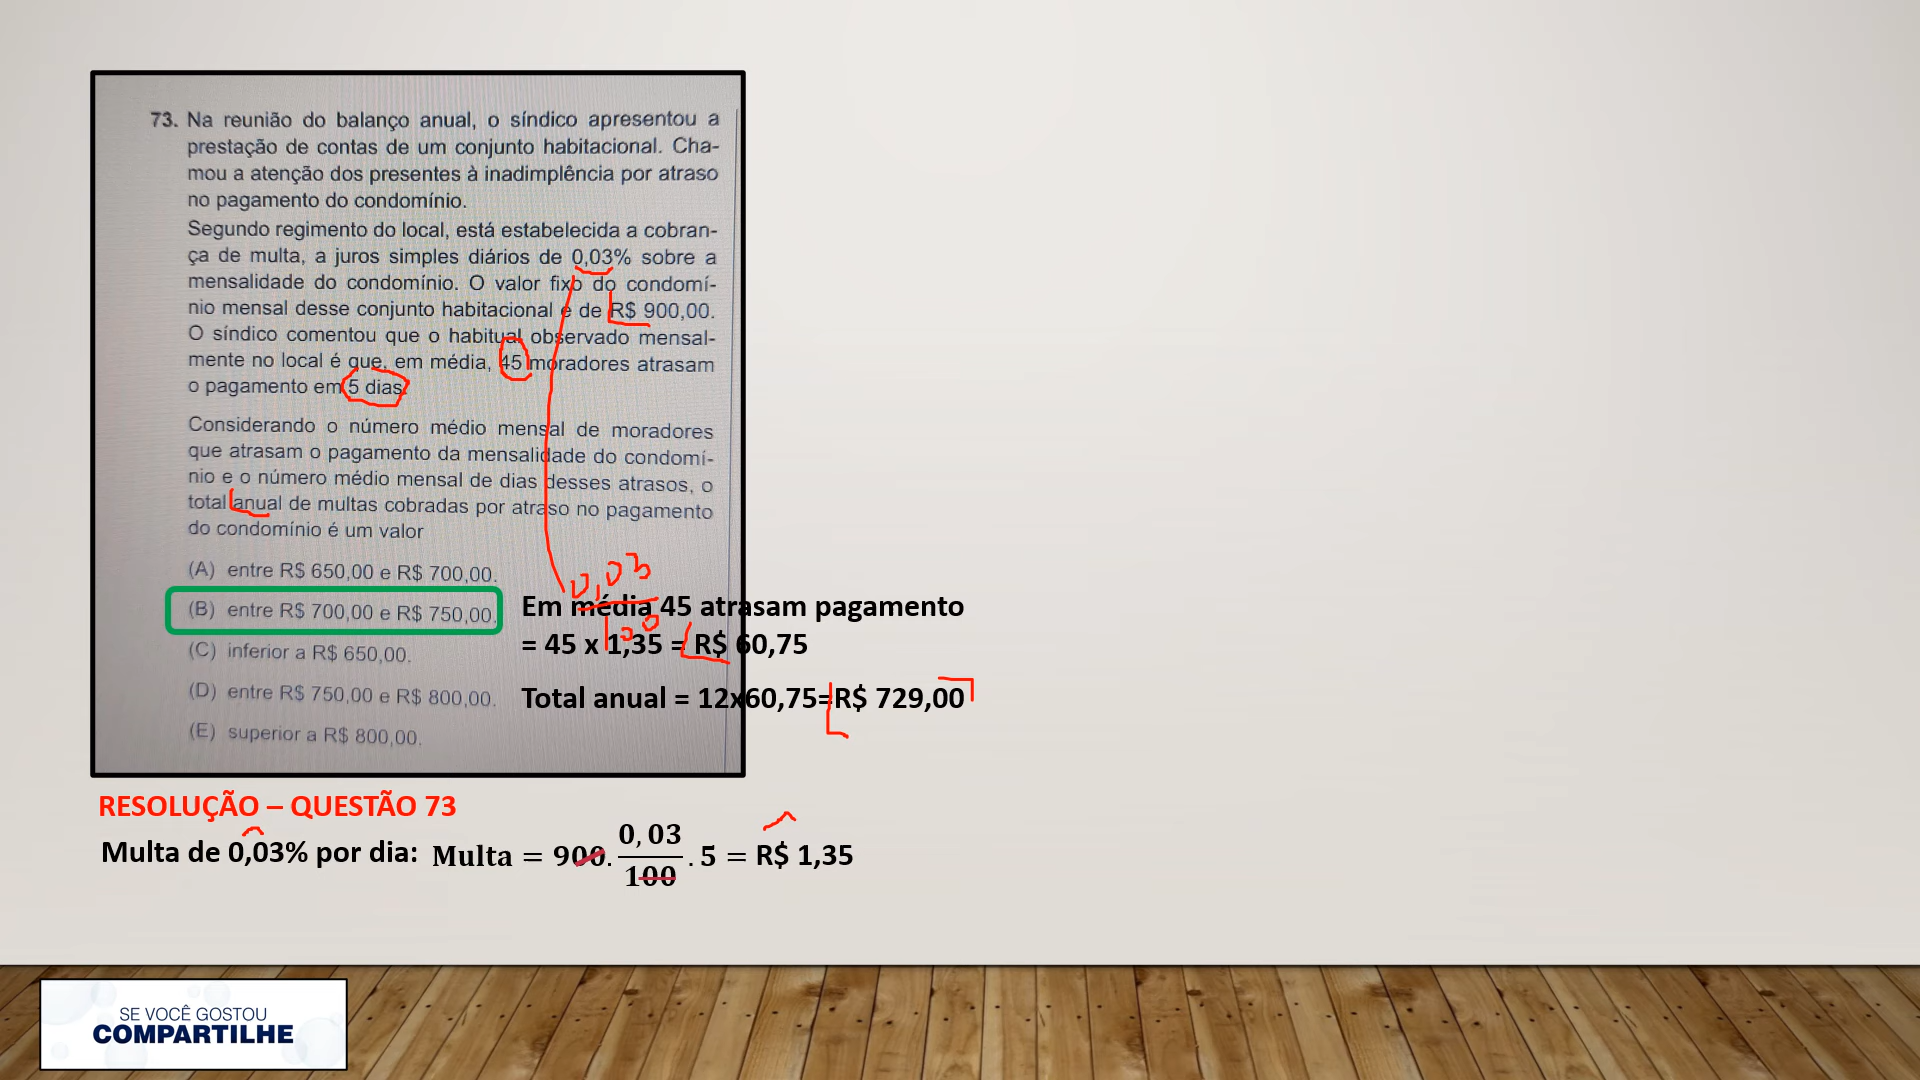 73. Na reunião do balanço anual, o síndico apresentou a
prestação de contas de um conjunto habitacional. Cha-
mou a atenção dos presentes à inadimplência por atraso
no pagamento do condomínio.
Segundo regimento do local, está estabelecida a cobran-
ça de multa, a juros simples diários de 0,03% sobre a
mensalidade do condomínio. O valor fixo do condomí-
nio mensal desse conjunto habitacional é de R$ 900,00.
O síndico comentou que o habitual observado mensal-
mente no local é que, em média, 45 moradores atrasam
o pagamento em 5 dias.
Considerando o número médio mensal de moradores
que atrasam o pagamento da mensalidade do condomí-
nio e o número médio mensal de dias desses atrasos, o
total anual de multas cobradas por atraso no pagamento
do condomínio é um valor
(A) entre R$ 650,00 e R$ 700,00.
(B) entre R$ 700,00 e R$ 750,00.
(C) inferior a R$ 650,00.
(D) entre R$ 750,00 e R$ 800,00.
(E) superior a R$ 800,00.
0,03
100
Em média 45 atrasam pagamento
= 45 x 1,35 = R$ 60,75
Total anual = 12x60,75=R$ 729,00
RESOLUÇÃO – QUESTÃO 73
Multa de 0,03% por dia: Multa = 900. 0,03/100 . 5 = R$ 1,35
SE VOCÊ GOSTOU
COMPARTILHE